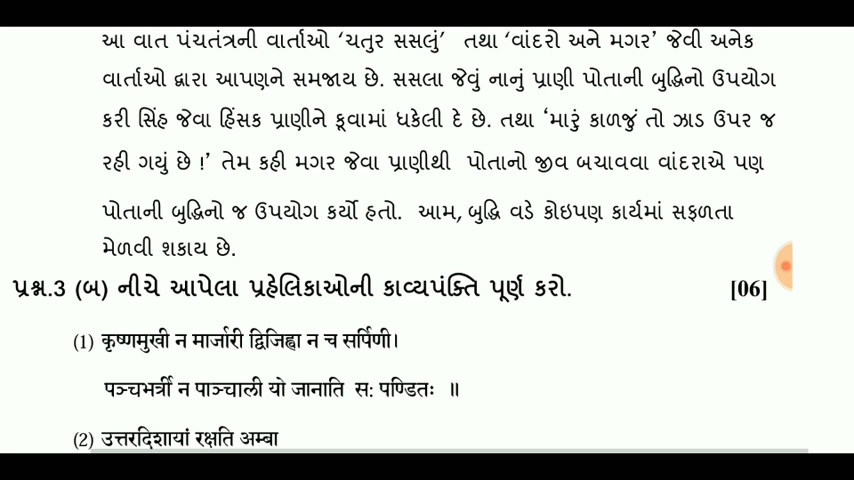 આ વાત પંચતંત્રની વાર્તાઓ ‘ચતુર સસલું’ તથા ‘વાંદરો અને મગર’ જેવી અનેક
વાર્તાઓ દ્વારા આપણને સમજાય છે. સસલા જેવું નાનું પ્રાણી પોતાની બુદ્ધિનો ઉપયોગ
કરી સિંહ જેવા હિંસક પ્રાણીને કૂવામાં ધકેલી દે છે. તથા ‘મારું કાળજું તો ઝાડ ઉપર જ
રહી ગયું છે !’ તેમ કહી મગર જેવા પ્રાણીથી પોતાનો જીવ બચાવવા વાંદરાએ પણ
પોતાની બુદ્ધિનો જ ઉપયોગ કર્યો હતો. આમ, બુદ્ધિ વડે કોઇપણ કાર્યમાં સફળતા
મેળવી શકાય છે.
પ્રશ્ન.3 (બ) નીચે આપેલા પ્રહેલિકાઓની કાવ્યપંક્તિ પૂર્ણ કરો. [06]
(1) कृष्णमुखी न मार्जारी द्विजिह्वा न च सर्पिणी।
पञ्चभर्त्री न पाञ्चाली यो जानाति सः पण्डितः ॥
(2) उत्तरदिशायां रक्षति अम्बा